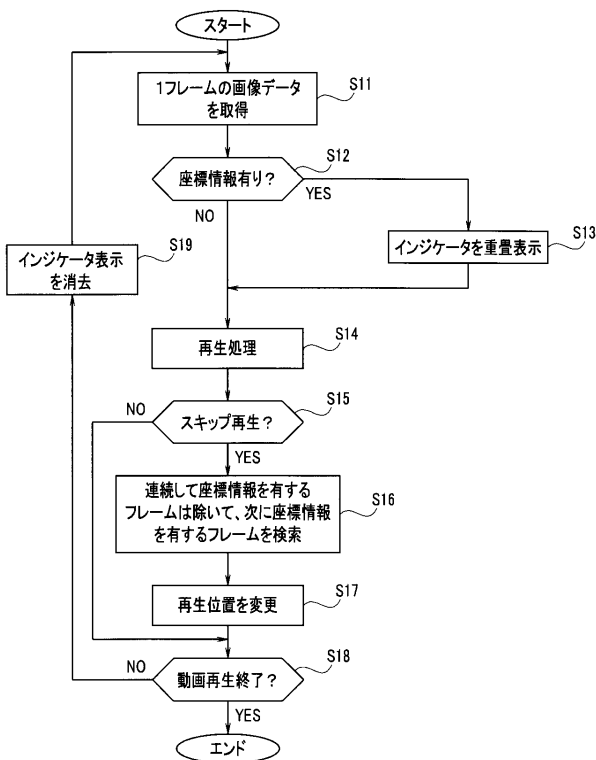 スタート
1フレームの画像データ
を取得
S11
座標情報有り?
S12
YES
NO
インジケータを重畳表示
S13
インジケータ表示
を消去
S19
再生処理
S14
スキップ再生?
S15
NO
YES
連続して座標情報を有する
フレームは除いて、次に座標情報
を有するフレームを検索
S16
再生位置を変更
S17
動画再生終了?
S18
NO
YES
エンド